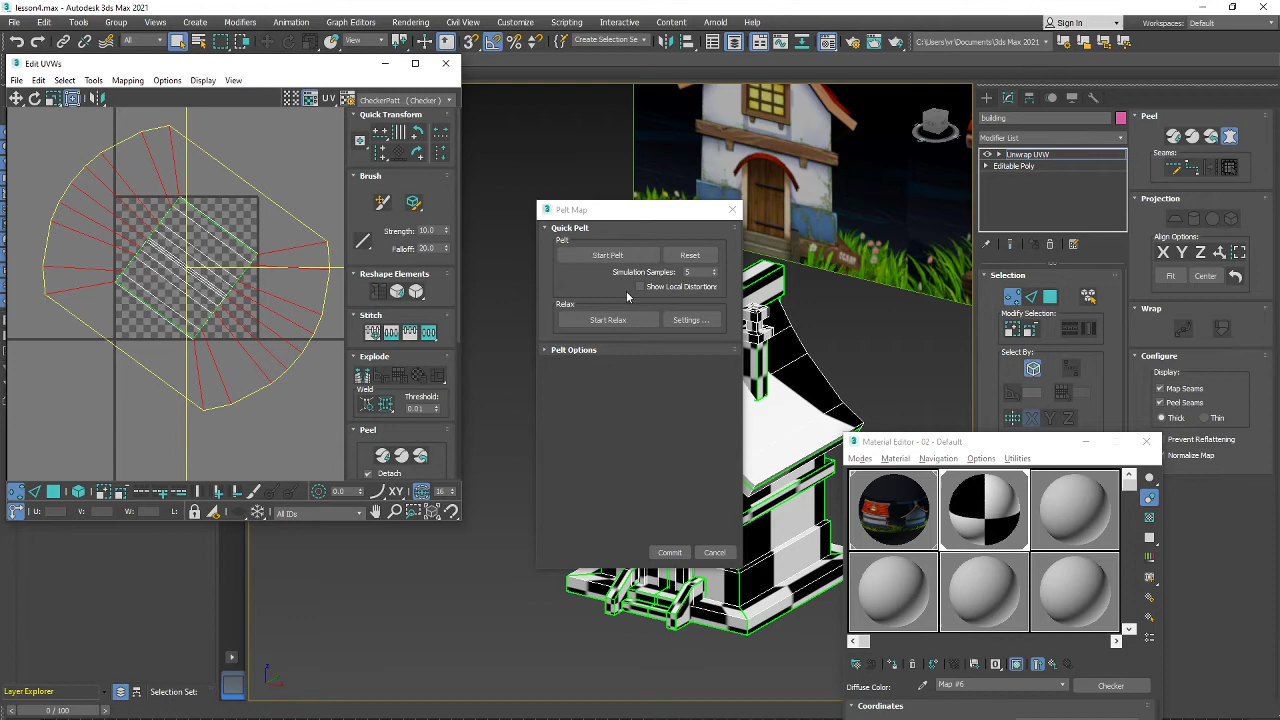 lesson4.max - Autodesk 3ds Max 2021
File Edit Tools Group Views Create Modifiers Animation Graph Editors Rendering Civil View Customize Scripting Interactive Content Arnold Help
Sign In
Workspaces: Default
All
View
Create Selection Se
C:\Users\yr\Documents\3ds Max 2021
Edit UVWs
File Edit Select Tools Mapping Options Display View
UV
CheckerPatt ( Checker )
Quick Transform
Brush
Strength: 10.0
Falloff: 20.0
Reshape Elements
Stitch
Explode
Weld
Threshold:
0.01
Peel
Detach
0.0
XY
16
U:
V:
W:
L:
All IDs
Pelt Map
Quick Pelt
Pelt
Start Pelt
Reset
Simulation Samples: 5
Show Local Distortions
Relax
Start Relax
Settings ...
Pelt Options
Commit
Cancel
building
Modifier List
Unwrap UVW
Editable Poly
Selection
Modify Selection:
Select By:
X Y Z
Peel
Seams:
Projection
Align Options:
X Y Z
Fit
Center
Wrap
Configure
Display:
Map Seams
Peel Seams
Thick
Thin
Prevent Reflattening
Normalize Map
Material Editor - 02 - Default
Modes Material Navigation Options Utilities
Diffuse Color:
Map #6
Checker
Coordinates
Layer Explorer
Selection Set:
0 / 100